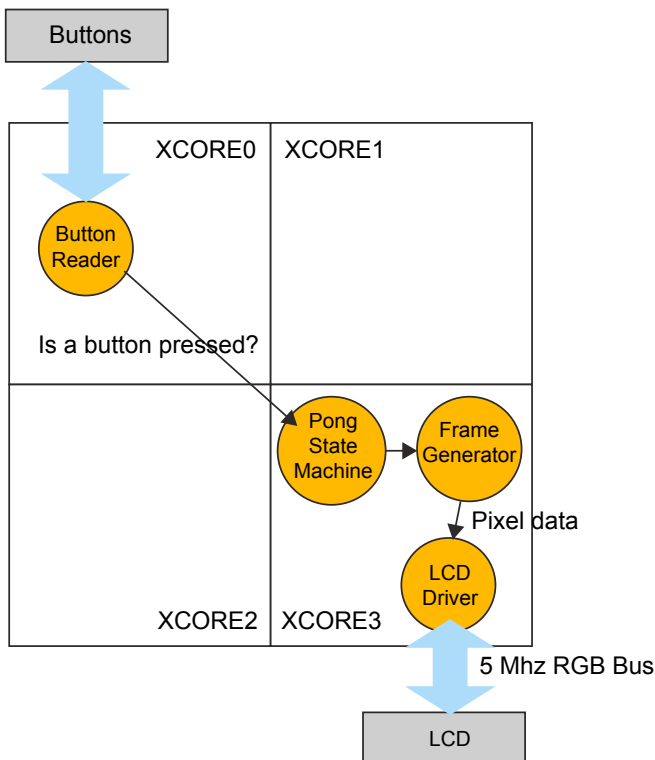 Buttons
XCORE0
XCORE1
Button
Reader
Is a button pressed?
Pong
State
Machine
Frame
Generator
Pixel data
LCD
Driver
XCORE2
XCORE3
5 Mhz RGB Bus
LCD